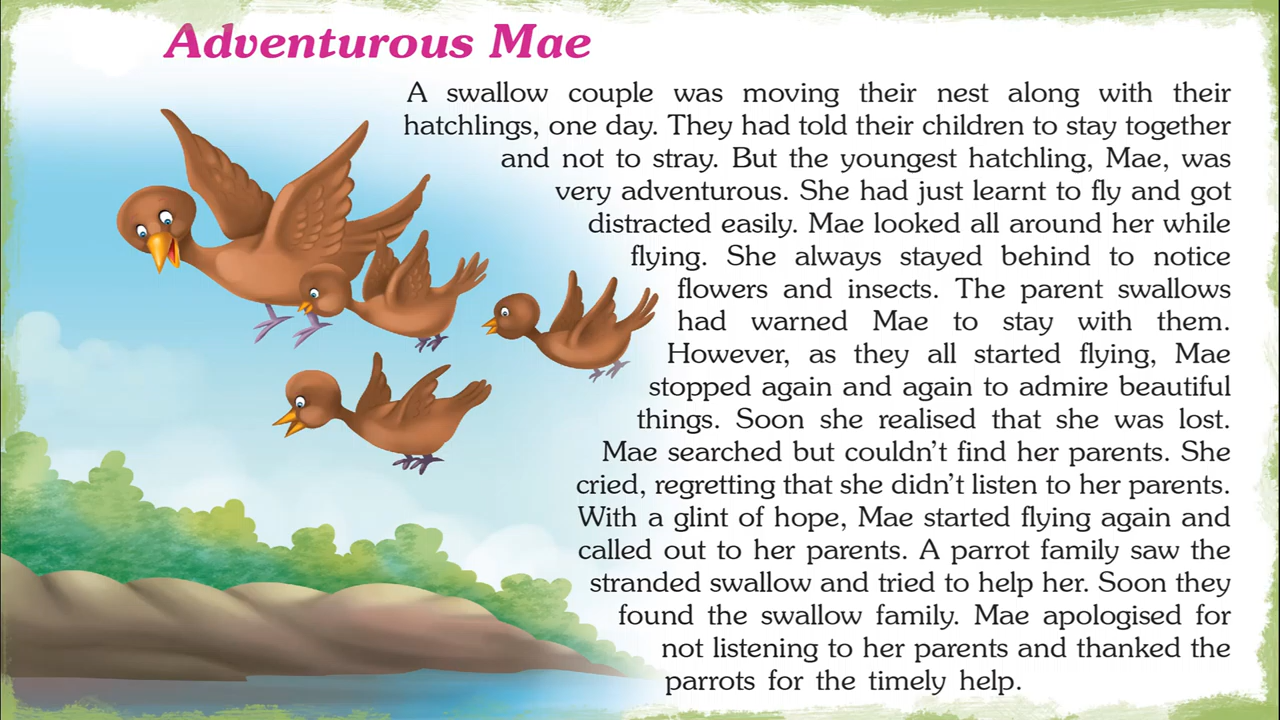 Adventurous Mae
A swallow couple was moving their nest along with their
hatchlings, one day. They had told their children to stay together
and not to stray. But the youngest hatchling, Mae, was
very adventurous. She had just learnt to fly and got
distracted easily. Mae looked all around her while
flying. She always stayed behind to notice
flowers and insects. The parent swallows
had warned Mae to stay with them.
However, as they all started flying, Mae
stopped again and again to admire beautiful
things. Soon she realised that she was lost.
Mae searched but couldn't find her parents. She
cried, regretting that she didn't listen to her parents.
With a glint of hope, Mae started flying again and
called out to her parents. A parrot family saw the
stranded swallow and tried to help her. Soon they
found the swallow family. Mae apologised for
not listening to her parents and thanked the
parrots for the timely help.